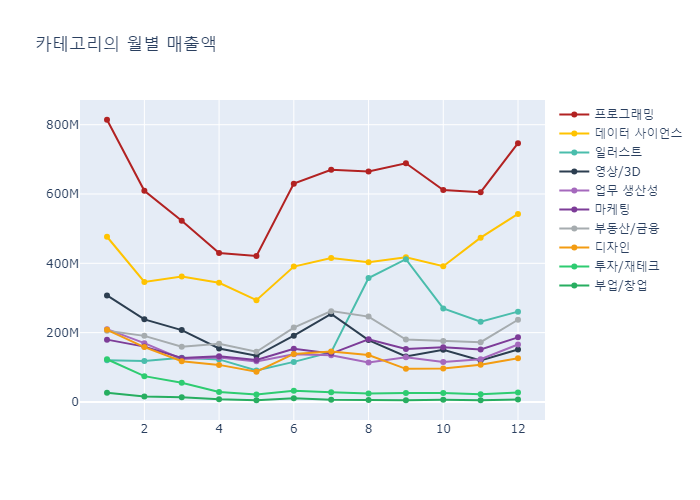 카테고리의 월별 매출액
800M
600M
400M
200M
0
2 4 6 8 10 12
프로그래밍
데이터 사이언스
일러스트
영상/3D
업무 생산성
마케팅
부동산/금융
디자인
투자/재테크
부업/창업